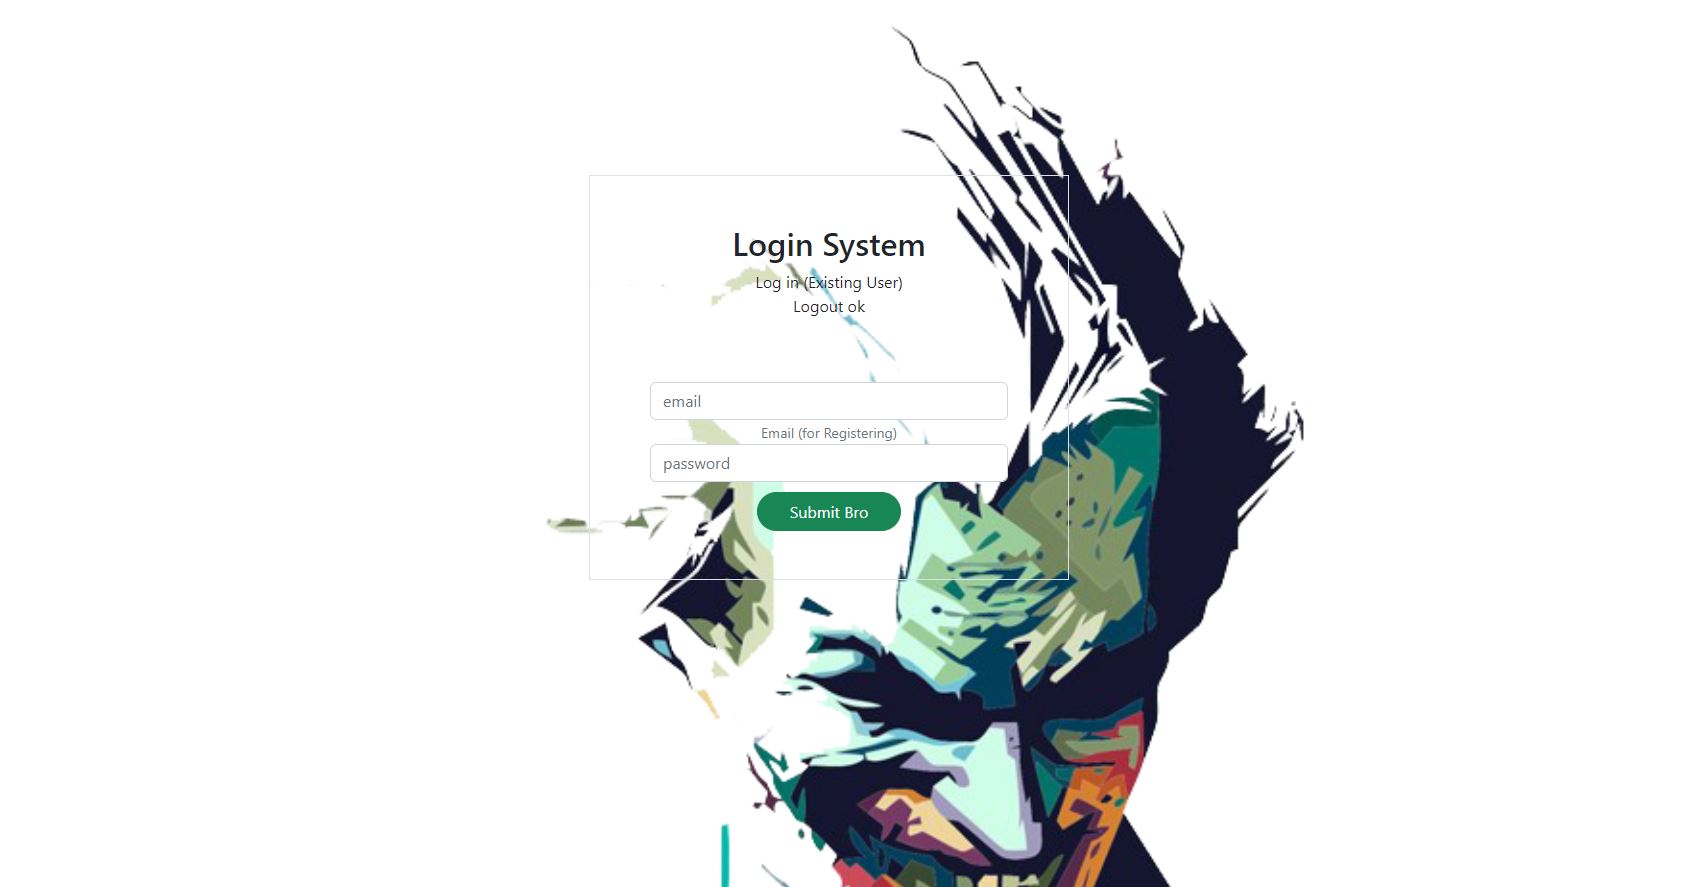 Login System
Log in (Existing User)
Logout ok
email
Email (for Registering)
password
Submit Bro